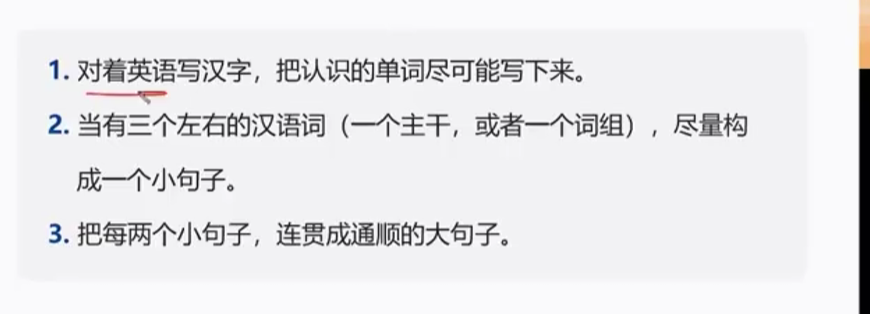 1. 对着英语写汉字，把认识的单词尽可能写下来。
2. 当有三个左右的汉语词（一个主干，或者一个词组），尽量构
成一个小句子。
3. 把每两个小句子，连贯成通顺的大句子。